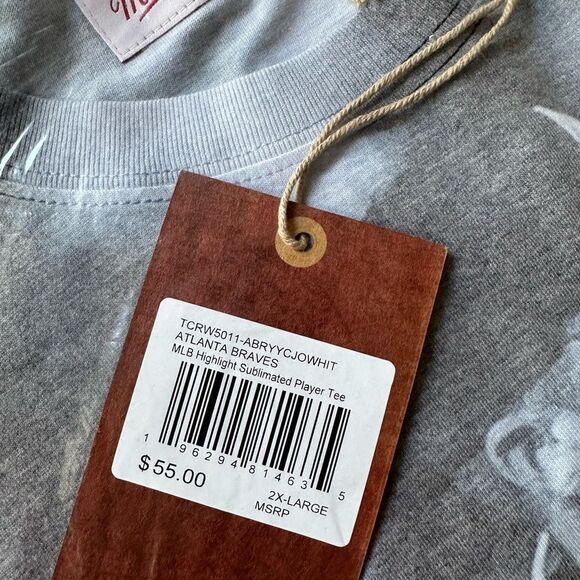 TCRW5011-ABRYYCJOWHIT
ATLANTA BRAVES
MLB Highlight Sublimated Player Tee
1 96294 81463 5
$55.00
2X-LARGE
MSRP